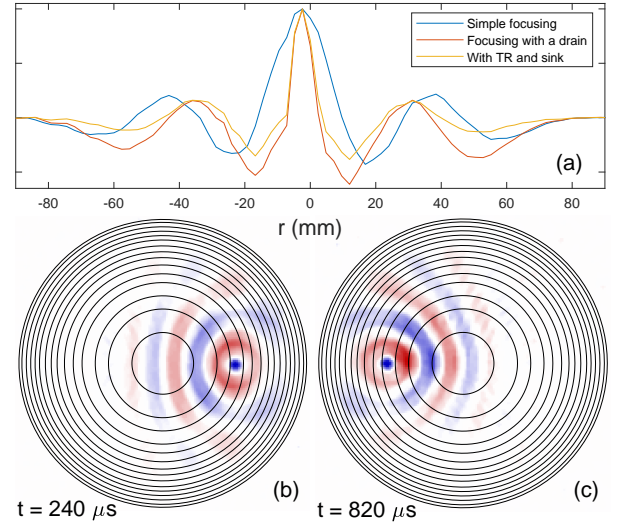 Simple focusing
Focusing with a drain
With TR and sink
(a)
-80 -60 -40 -20 0 20 40 60 80
r (mm)
(b) (c)
t = 240 μs t = 820 μs